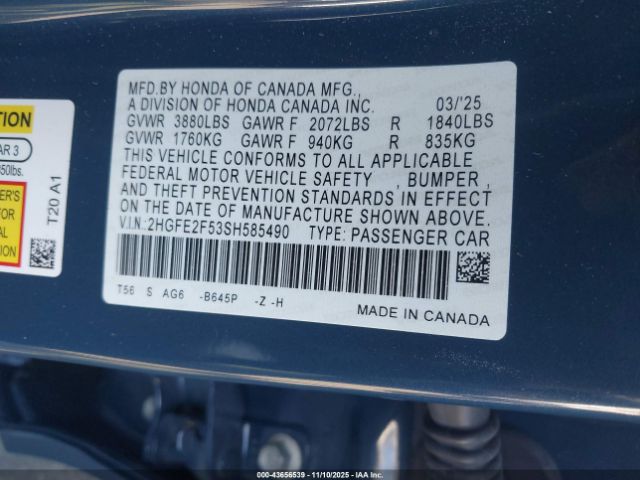 MFD.BY HONDA OF CANADA MFG.,
A DIVISION OF HONDA CANADA INC. 03/'25
GVWR 3880LBS GAWR F 2072LBS R 1840LBS
GVWR 1760KG GAWR F 940KG R 835KG
THIS VEHICLE CONFORMS TO ALL APPLICABLE
FEDERAL MOTOR VEHICLE SAFETY , BUMPER ,
AND THEFT PREVENTION STANDARDS IN EFFECT
ON THE DATE OF MANUFACTURE SHOWN ABOVE.
V.I.N.:2HGFE2F53SH585490 TYPE: PASSENGER CAR
T56 S AG6 -B645P -Z -H
MADE IN CANADA
AR 3
T20 A1
000-43656539 11/10/2025 IAA Inc.